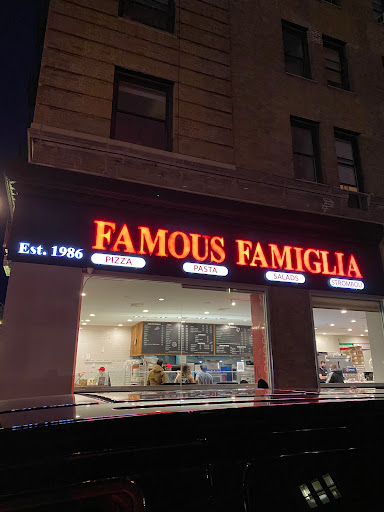 Est. 1986 FAMOUS FAMIGLIA
PIZZA PASTA SALADS STROMBOLI